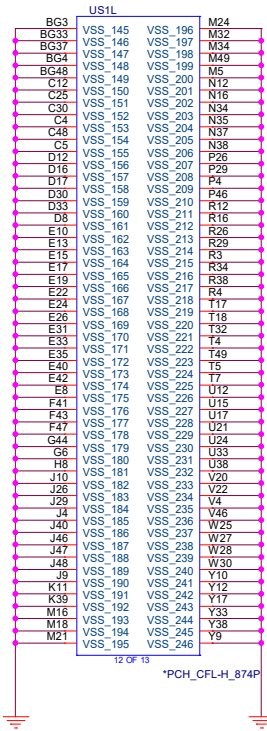 US1L
BG3 VSS_145 VSS_196 M24
BG33 VSS_146 VSS_197 M32
BG37 VSS_147 VSS_198 M34
BG4 VSS_148 VSS_199 M49
BG48 VSS_149 VSS_200 M5
C12 VSS_150 VSS_201 N12
C25 VSS_151 VSS_202 N16
C30 VSS_152 VSS_203 N34
C4 VSS_153 VSS_204 N35
C48 VSS_154 VSS_205 N37
C5 VSS_155 VSS_206 N38
D12 VSS_156 VSS_207 P26
D16 VSS_157 VSS_208 P29
D17 VSS_158 VSS_209 P4
D30 VSS_159 VSS_210 P46
D33 VSS_160 VSS_211 R12
D8 VSS_161 VSS_212 R16
E10 VSS_162 VSS_213 R26
E13 VSS_163 VSS_214 R29
E15 VSS_164 VSS_215 R3
E17 VSS_165 VSS_216 R34
E19 VSS_166 VSS_217 R38
E22 VSS_167 VSS_218 R4
E24 VSS_168 VSS_219 T17
E26 VSS_169 VSS_220 T18
E31 VSS_170 VSS_221 T32
E33 VSS_171 VSS_222 T4
E35 VSS_172 VSS_223 T49
E40 VSS_173 VSS_224 T5
E42 VSS_174 VSS_225 T7
E8 VSS_175 VSS_226 U12
F41 VSS_176 VSS_227 U15
F43 VSS_177 VSS_228 U17
F47 VSS_178 VSS_229 U21
G44 VSS_179 VSS_230 U24
G6 VSS_180 VSS_231 U33
H8 VSS_181 VSS_232 U38
J10 VSS_182 VSS_233 V20
J26 VSS_183 VSS_234 V22
J29 VSS_184 VSS_235 V4
J4 VSS_185 VSS_236 V46
J40 VSS_186 VSS_237 W25
J46 VSS_187 VSS_238 W27
J47 VSS_188 VSS_239 W28
J48 VSS_189 VSS_240 W30
J9 VSS_190 VSS_241 Y10
K11 VSS_191 VSS_242 Y12
K39 VSS_192 VSS_243 Y17
M16 VSS_193 VSS_244 Y33
M18 VSS_194 VSS_245 Y38
M21 VSS_195 VSS_246 Y9
12 OF 13
*PCH_CFL-H_874P